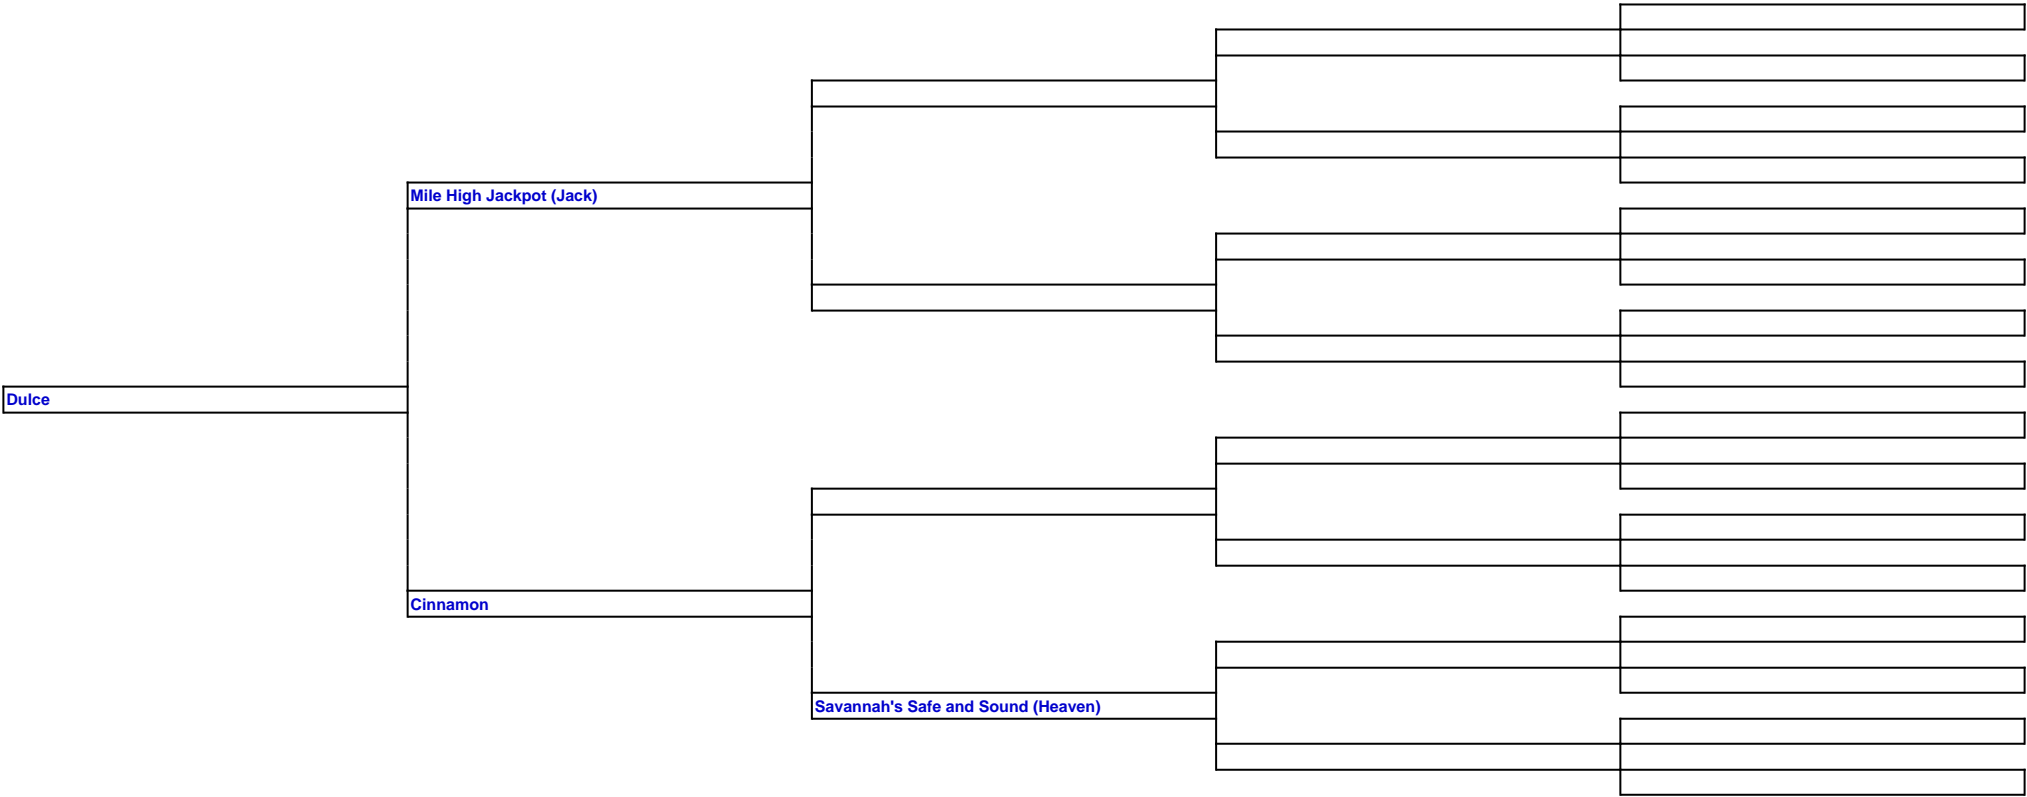 Mile High Jackpot (Jack)
Dulce
Cinnamon
Savannah's Safe and Sound (Heaven)